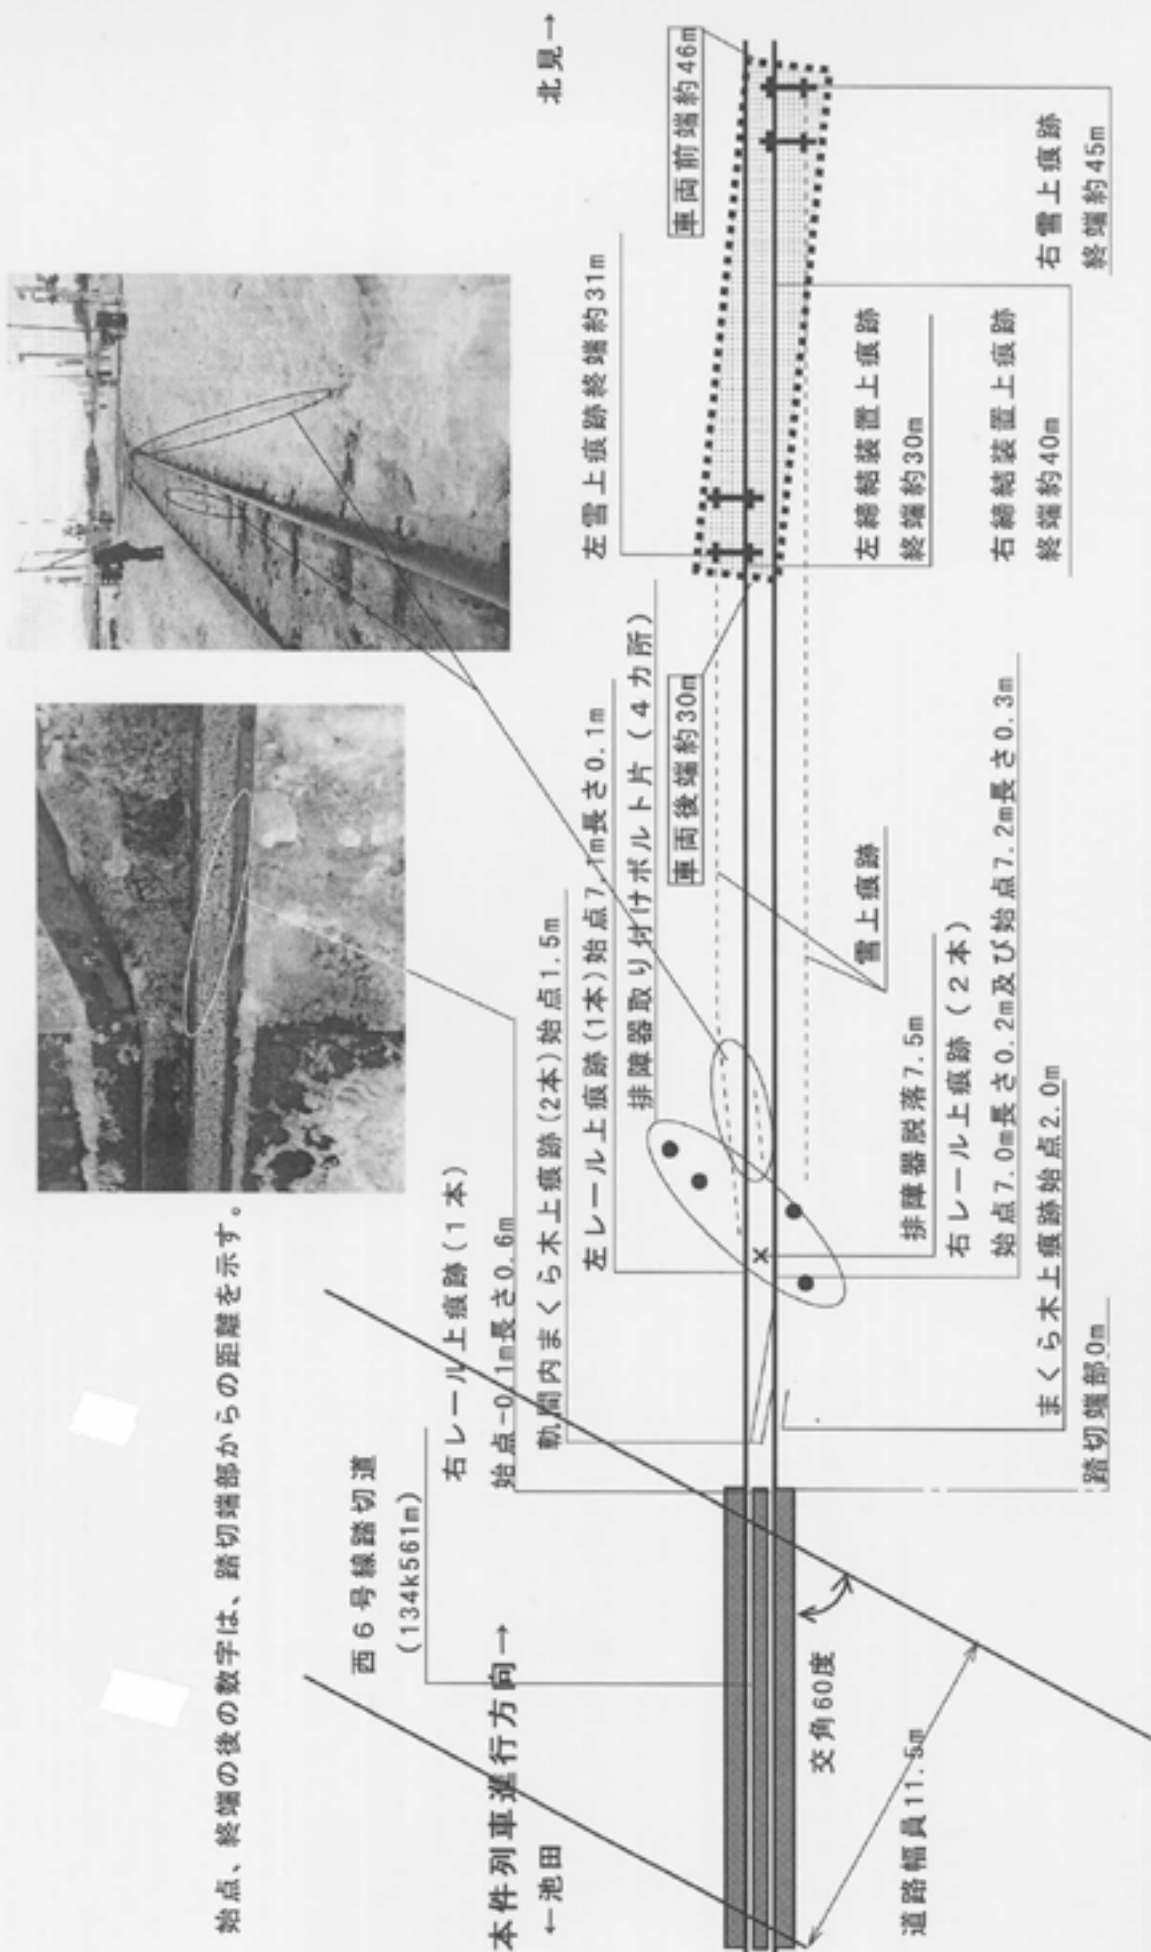 始点、終端の後の数字は、踏切端部からの距離を示す。
西6号線踏切道
(134k561m)
本件列車進行方向→
←池田
北見→
右レール上痕跡(1本)
始点-0.1m長さ0.6m
軌間内まくら木上痕跡(2本)始点1.5m
左レール上痕跡(1本)始点7.1m長さ0.1m
排障器取り付けボルト片(4カ所)
車両後端約30m
左雪上痕跡終端約31m
車両前端約46m
交角60度
道路幅員11.5m
雪上痕跡
排障器脱落7.5m
右レール上痕跡(2本)
始点7.0m長さ0.2m及び始点7.2m長さ0.3m
まくら木上痕跡始点2.0m
踏切端部0m
左締結装置上痕跡
終端約30m
右締結装置上痕跡
終端約40m
右雪上痕跡
終端約45m